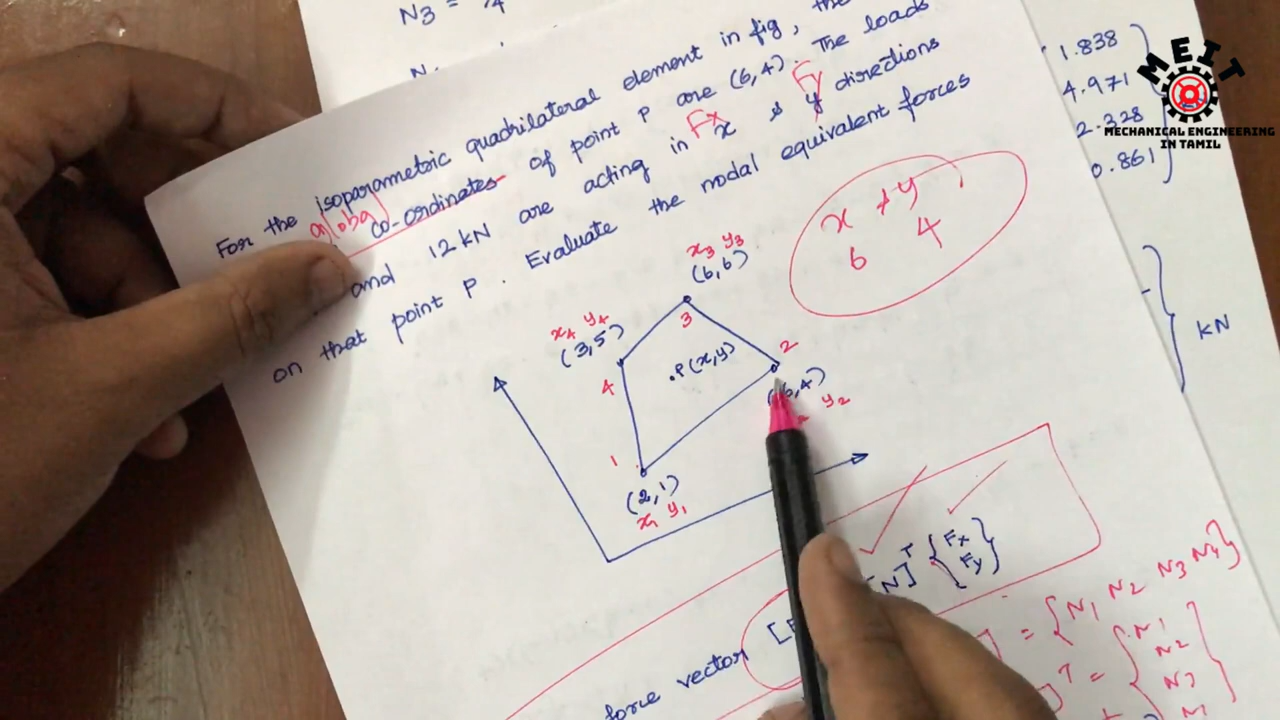 N3 =
4
For the isoparametric quadrilateral element in fig, the
Global
co-ordinates of point P are (6,4). The loads
Fx Fy
and 12 kN are acting in x & y directions
on that point P. Evaluate the nodal equivalent forces
x & y
6 4
x3 y3
(6,6)
3
x4 y4
(3,5)
4
.P(x,y)
2
(6,4)
y2
1
(2,1)
x1 y1
[N]T {Fx
Fy}
force vector
= {N1 N2 N3 N4}
T = {N1
N2
N3
1.838
4.971
2.328
0.861
kN
MEIT
MECHANICAL ENGINEERING
IN TAMIL